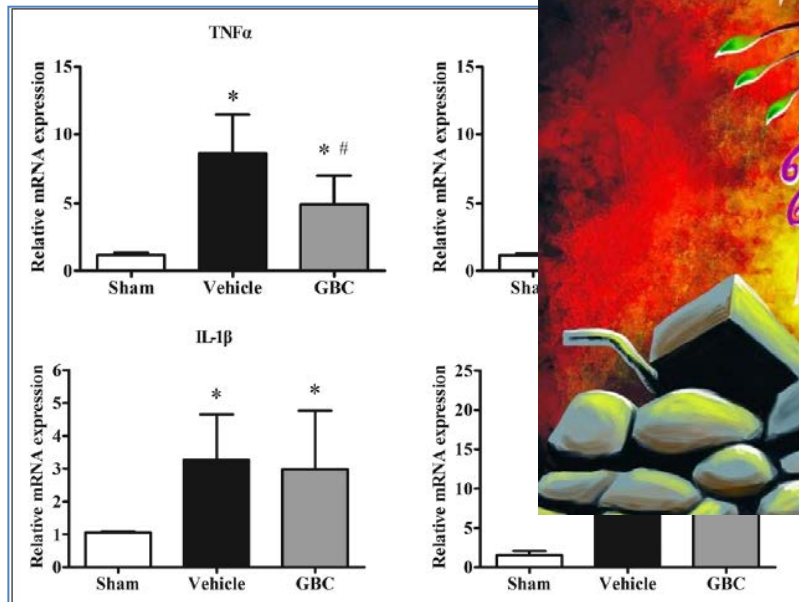 TNFα
Relative mRNA expression
15
10
5
0
*
* #
Sham Vehicle GBC
Relative mRNA expression
15
10
5
0
IL-1β
Relative mRNA expression
6
5
4
3
2
1
0
*
*
Sham Vehicle GBC
Relative mRNA expression
25
20
15
10
5
0
Sham Vehicle GBC